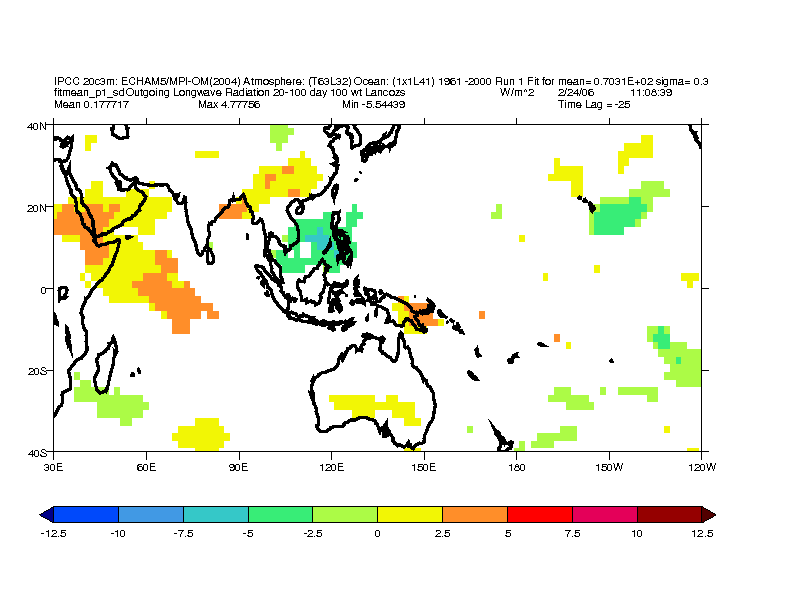 IPCC 20c3m: ECHAM5/MPI-OM(2004) Atmosphere: (T63L32) Ocean: (1x1L41) 1961 -2000 Run 1 Fit for mean= 0.7031E+02 sigma= 0.3
fitmean_p1_sdOutgoing Longwave Radiation 20-100 day 100 wt Lancozs W/m^2 2/24/06 11:08:39
Mean 0.177717 Max 4.77756 Min -5.54439 Time Lag = -25
40N
20N
0
20S
40S
30E 60E 90E 120E 150E 180 150W 120W
-12.5 -10 -7.5 -5 -2.5 0 2.5 5 7.5 10 12.5